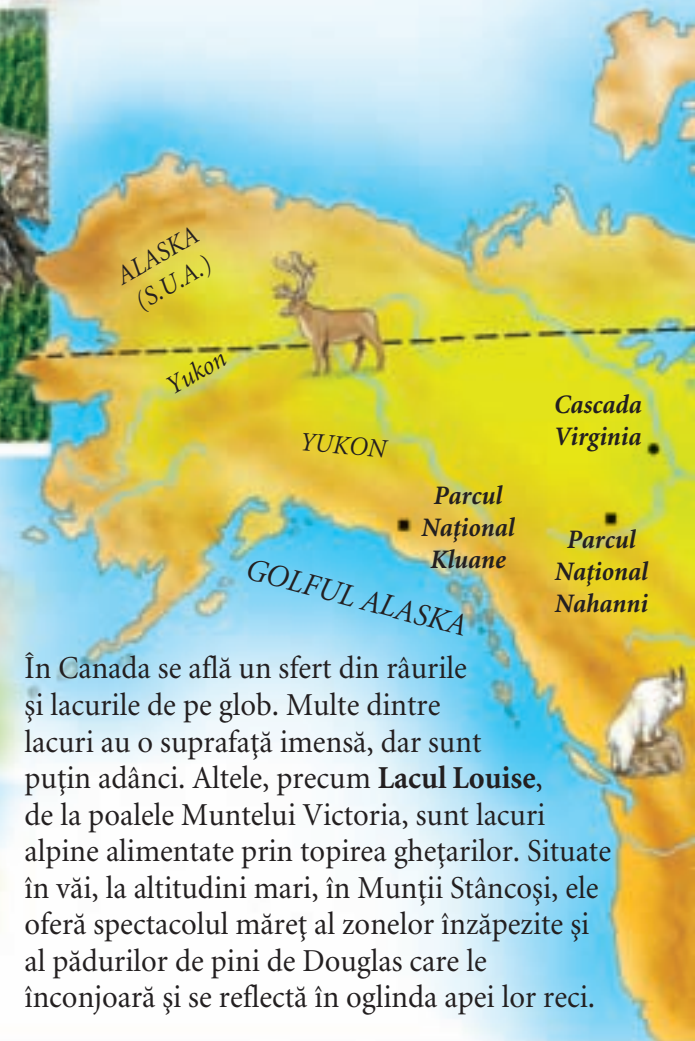 ALASKA
(S.U.A.)
Yukon
YUKON
Cascada
Virginia
Parcul
Naţional
Kluane
Parcul
Naţional
Nahanni
GOLFUL ALASKA
În Canada se află un sfert din râurile
şi lacurile de pe glob. Multe dintre
lacuri au o suprafaţă imensă, dar sunt
puţin adânci. Altele, precum Lacul Louise,
de la poalele Muntelui Victoria, sunt lacuri
alpine alimentate prin topirea gheţarilor. Situate
în văi, la altitudini mari, în Munţii Stâncoşi, ele
oferă spectacolul măreţ al zonelor înzăpezite şi
al pădurilor de pini de Douglas care le
înconjoară şi se reflectă în oglinda apei lor reci.